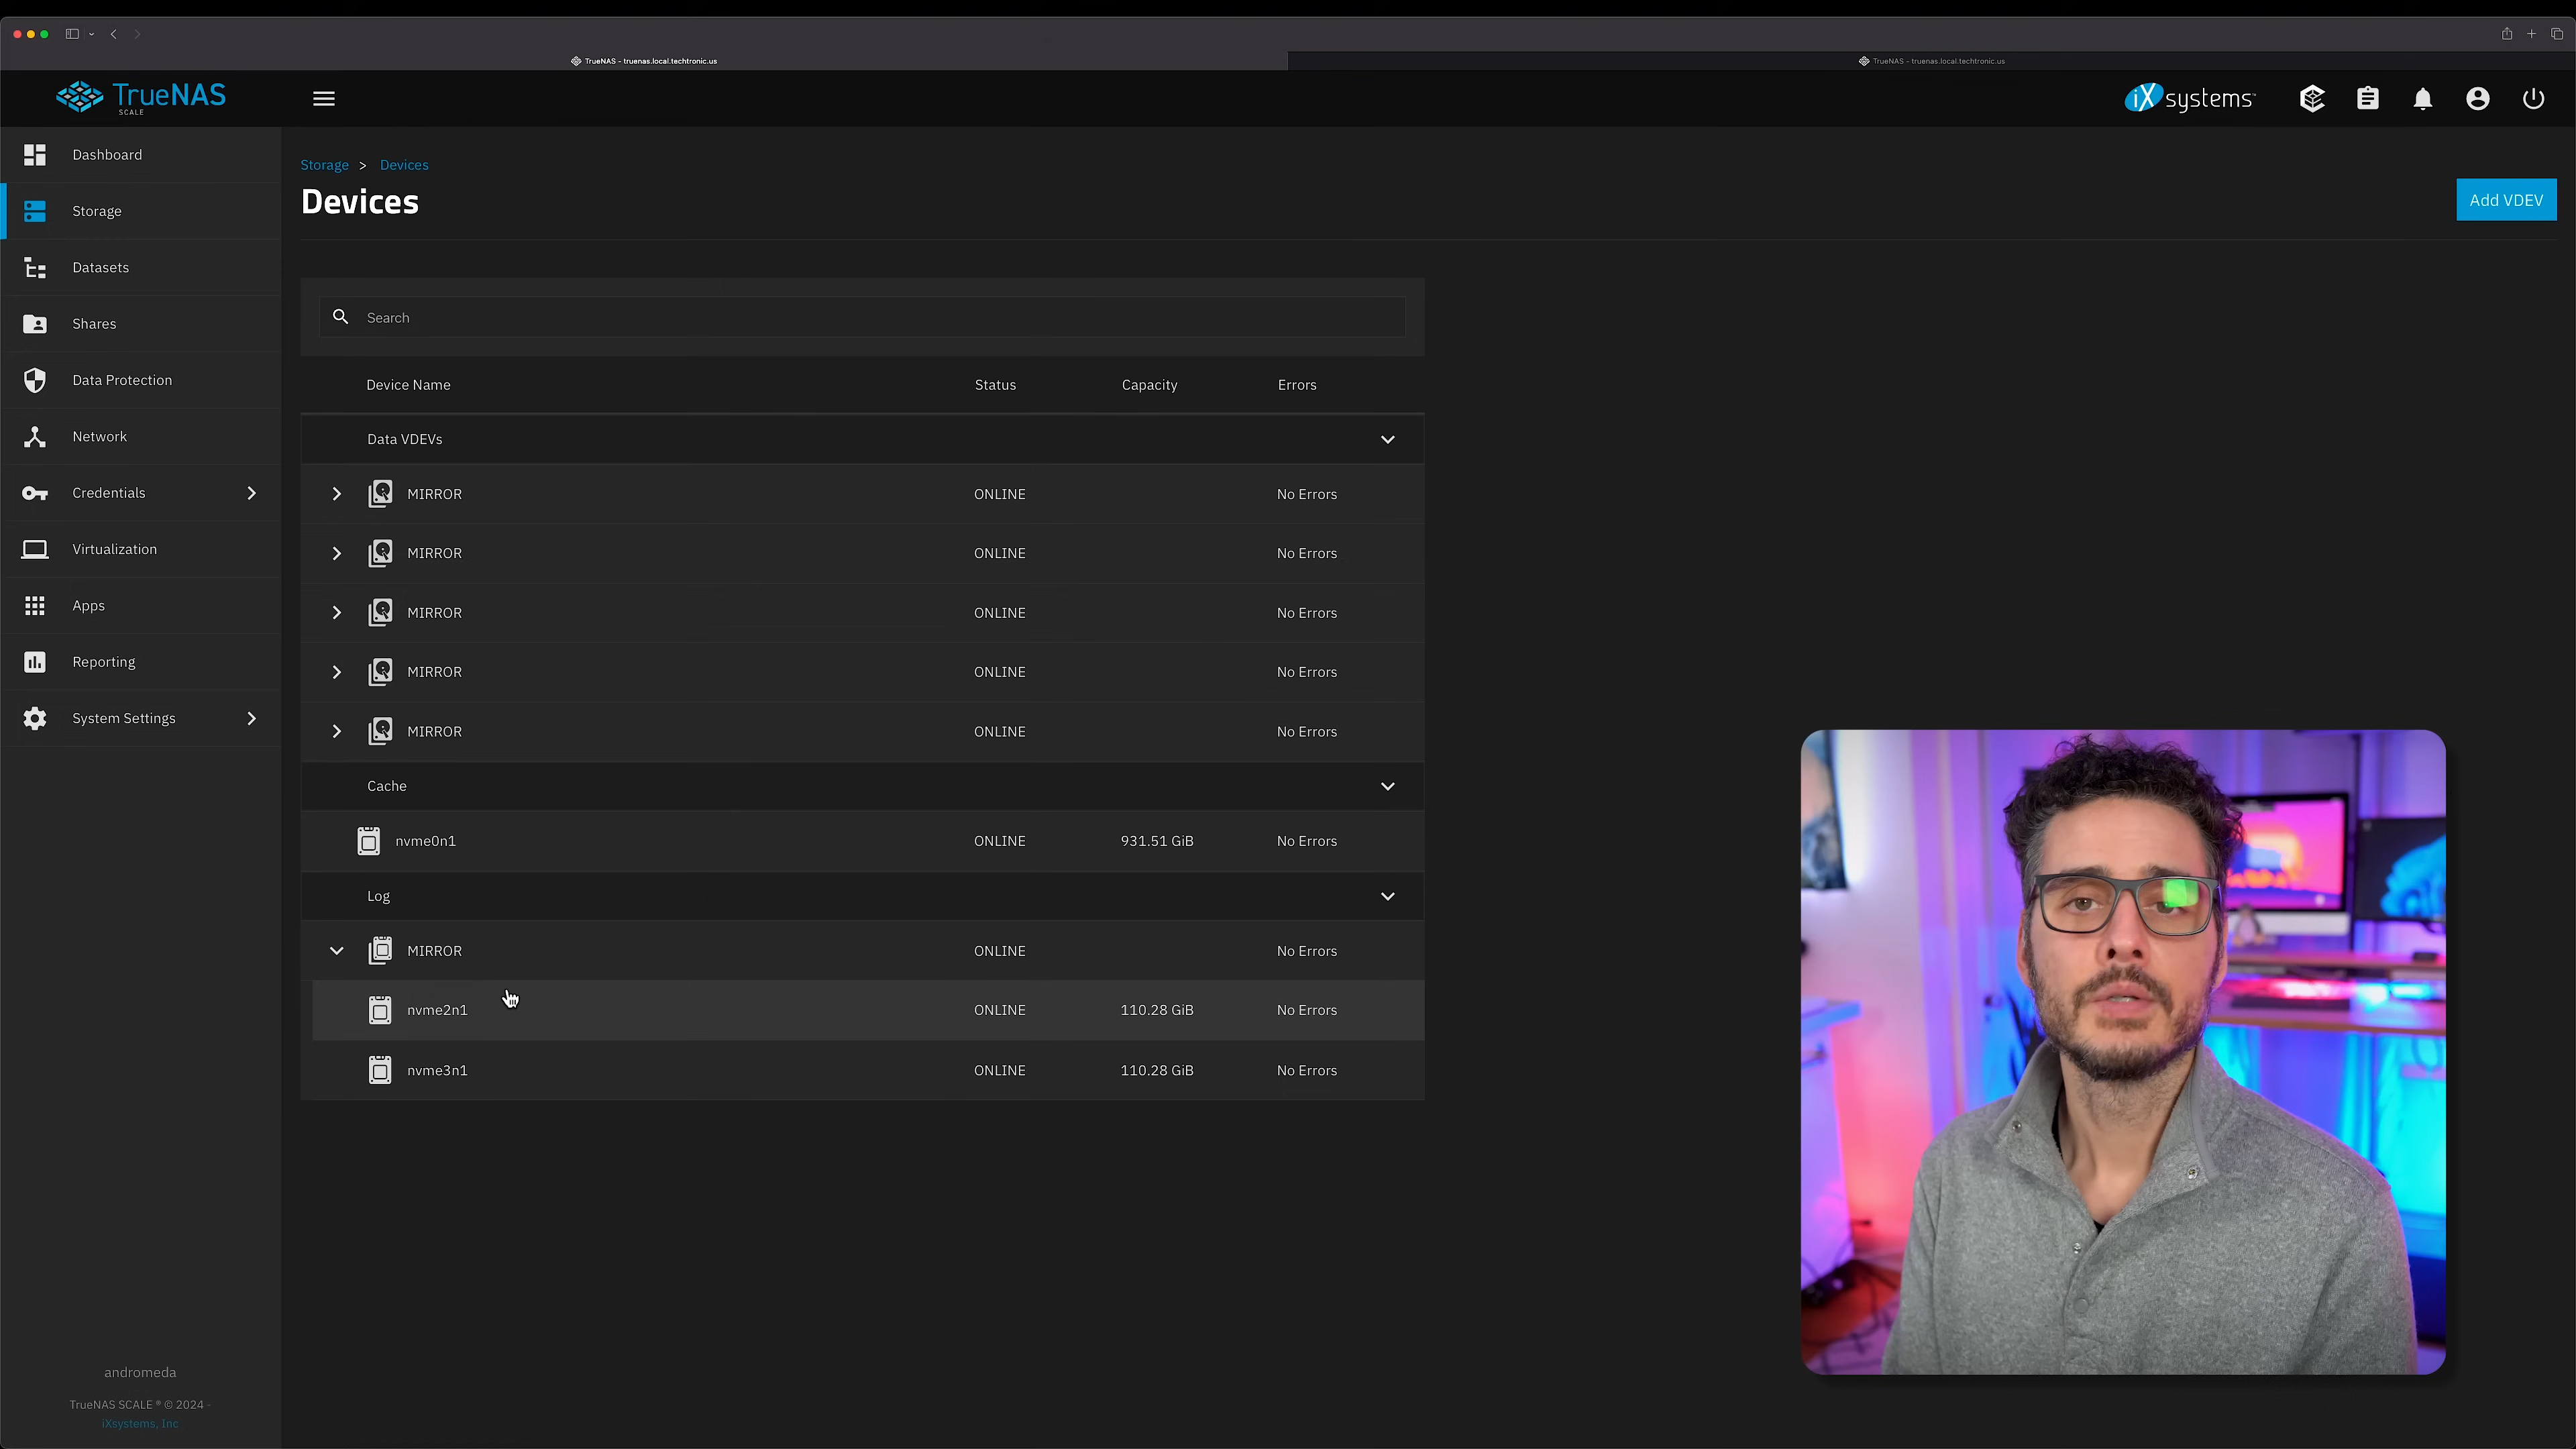 TrueNAS - truenas.local.techtronic.us
TrueNAS - truenas.local.techtronic.us
TrueNAS
SCALE
iXsystems™
Dashboard
Storage
Datasets
Shares
Data Protection
Network
Credentials
Virtualization
Apps
Reporting
System Settings
andromeda
TrueNAS SCALE ® © 2024 -
iXsystems, Inc
Storage > Devices
Devices
Add VDEV
Search
Device Name Status Capacity Errors
Data VDEVs
MIRROR ONLINE No Errors
MIRROR ONLINE No Errors
MIRROR ONLINE No Errors
MIRROR ONLINE No Errors
MIRROR ONLINE No Errors
Cache
nvme0n1 ONLINE 931.51 GiB No Errors
Log
MIRROR ONLINE No Errors
nvme2n1 ONLINE 110.28 GiB No Errors
nvme3n1 ONLINE 110.28 GiB No Errors